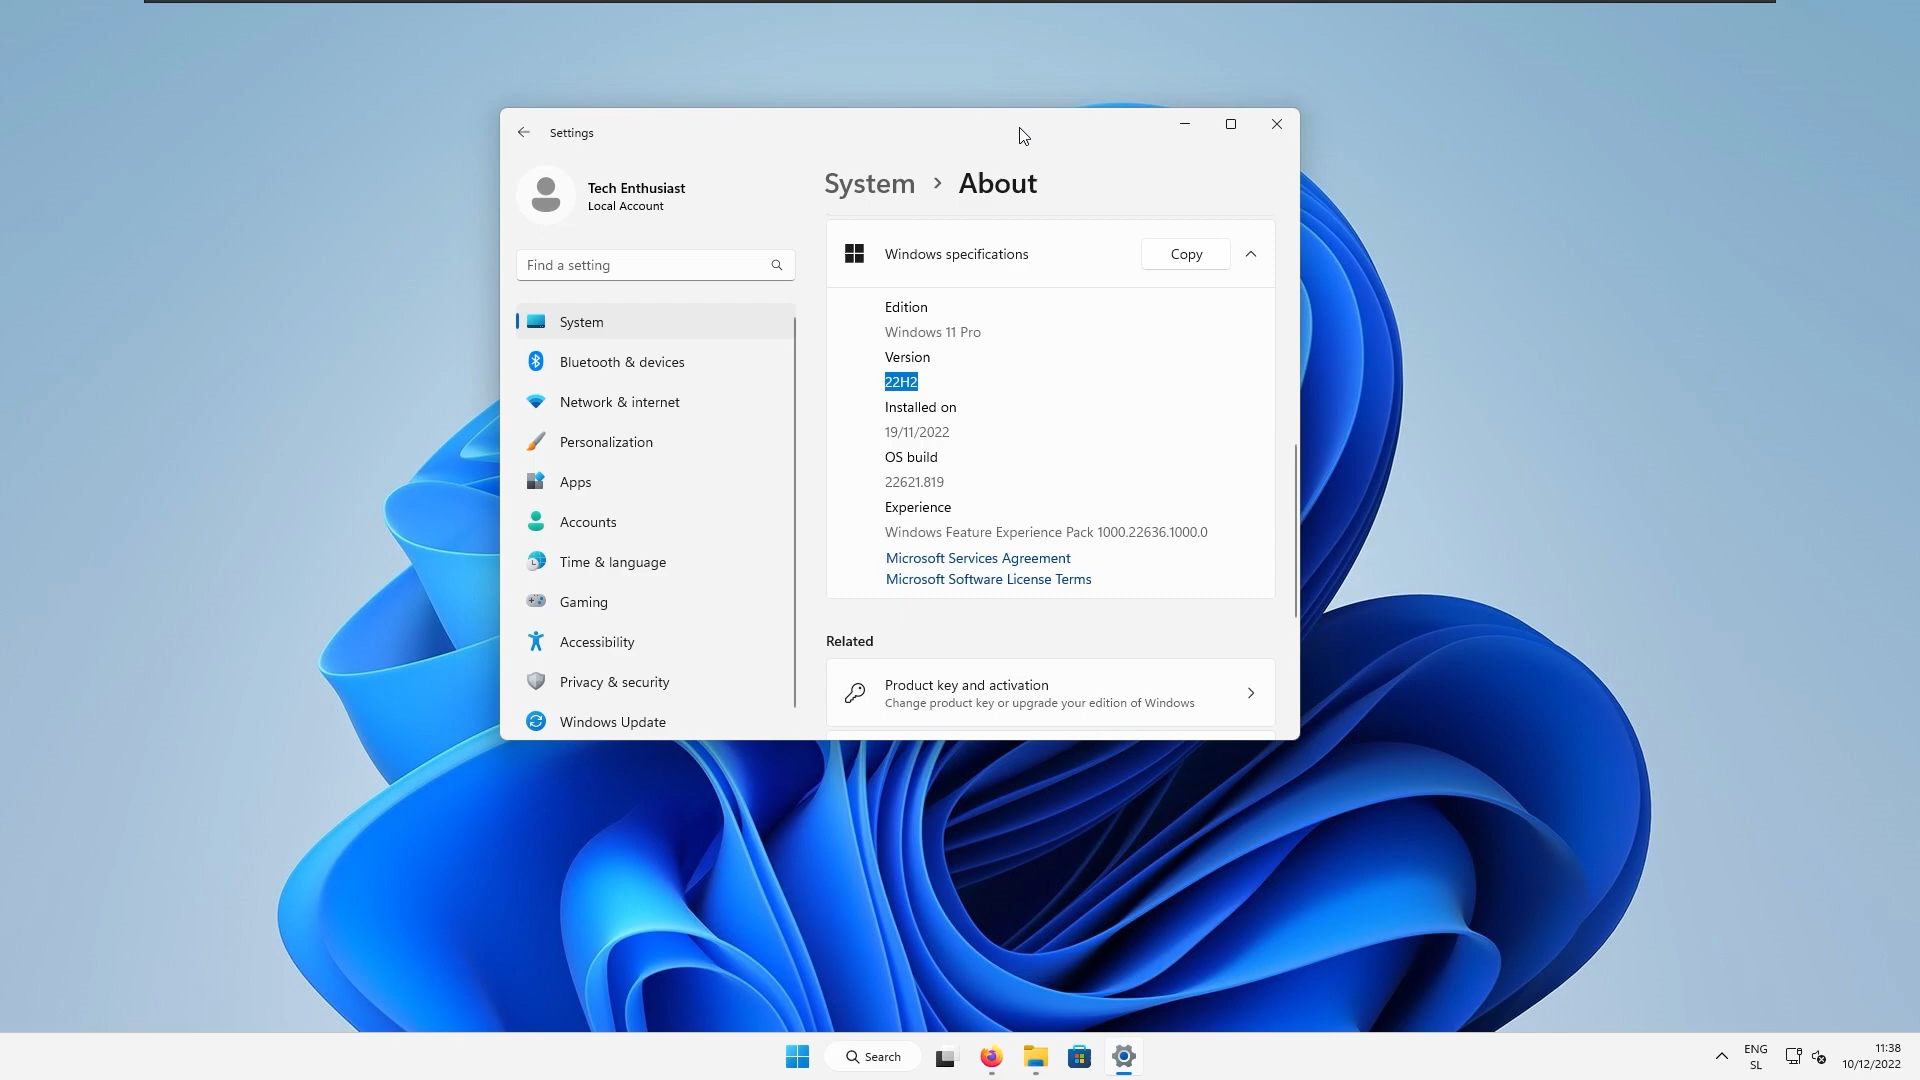 Settings
Tech Enthusiast
Local Account
Find a setting
System
Bluetooth & devices
Network & internet
Personalization
Apps
Accounts
Time & language
Gaming
Accessibility
Privacy & security
Windows Update
System > About
Windows specifications
Copy
Edition
Windows 11 Pro
Version
22H2
Installed on
19/11/2022
OS build
22621.819
Experience
Windows Feature Experience Pack 1000.22636.1000.0
Microsoft Services Agreement
Microsoft Software License Terms
Related
Product key and activation
Change product key or upgrade your edition of Windows
Search
ENG
SL
11:38
10/12/2022